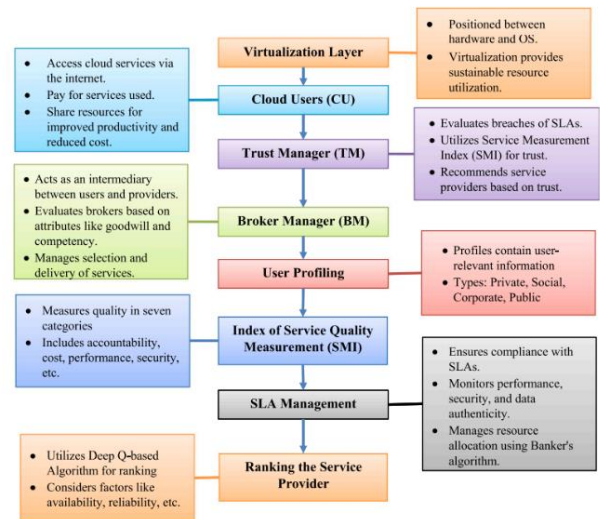 Virtualization Layer
• Positioned between
hardware and OS.
• Virtualization provides
sustainable resource
utilization.
• Access cloud services via
the internet.
• Pay for services used.
• Share resources for
improved productivity and
reduced cost.
Cloud Users (CU)
Trust Manager (TM)
• Evaluates breaches of SLAs.
• Utilizes Service Measurement
Index (SMI) for trust.
• Recommends service
providers based on trust.
• Acts as an intermediary
between users and providers.
• Evaluates brokers based on
attributes like goodwill and
competency.
• Manages selection and
delivery of services.
Broker Manager (BM)
User Profiling
• Profiles contain user-
relevant information
• Types: Private, Social,
Corporate, Public
• Measures quality in seven
categories
• Includes accountability,
cost, performance, security,
etc.
Index of Service Quality
Measurement (SMI)
SLA Management
• Ensures compliance with
SLAs.
• Monitors performance,
security, and data
authenticity.
• Manages resource
allocation using Banker's
algorithm.
• Utilizes Deep Q-based
Algorithm for ranking
• Considers factors like
availability, reliability, etc.
Ranking the Service
Provider